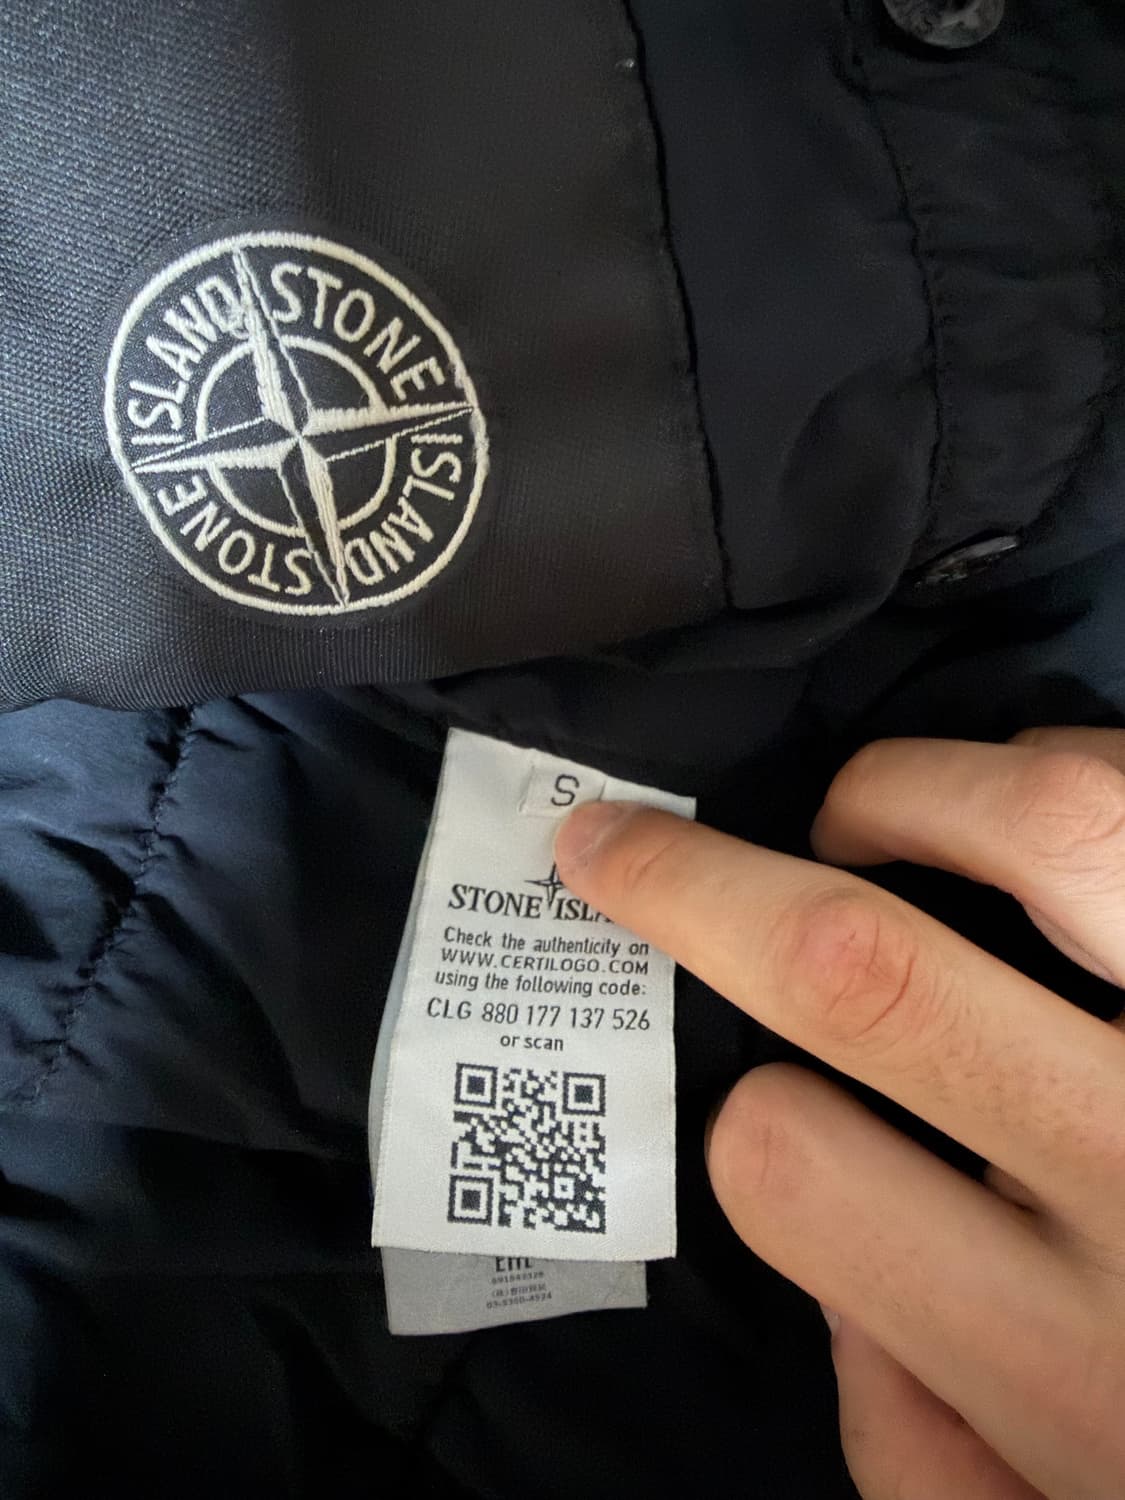 STONE ISLAND
STONE ISLAND
S
STONE ISLA
Check the authenticity on
WWW.CERTILOGO.COM
using the following code:
CLG 880 177 137 526
or scan